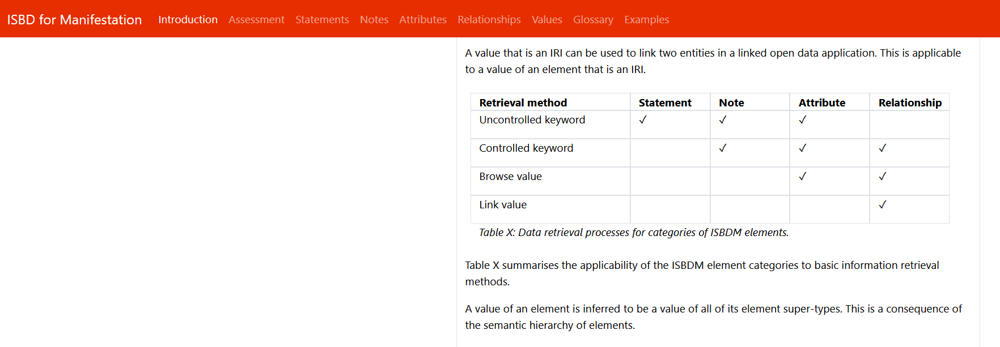 ISBD for Manifestation Introduction Assessment Statements Notes Attributes Relationships Values Glossary Examples
A value that is an IRI can be used to link two entities in a linked open data application. This is applicable
to a value of an element that is an IRI.
Retrieval method Statement Note Attribute Relationship
Uncontrolled keyword ✓ ✓ ✓
Controlled keyword ✓ ✓ ✓
Browse value ✓ ✓
Link value ✓
Table X: Data retrieval processes for categories of ISBDM elements.
Table X summarises the applicability of the ISBDM element categories to basic information retrieval
methods.
A value of an element is inferred to be a value of all of its element super-types. This is a consequence of
the semantic hierarchy of elements.